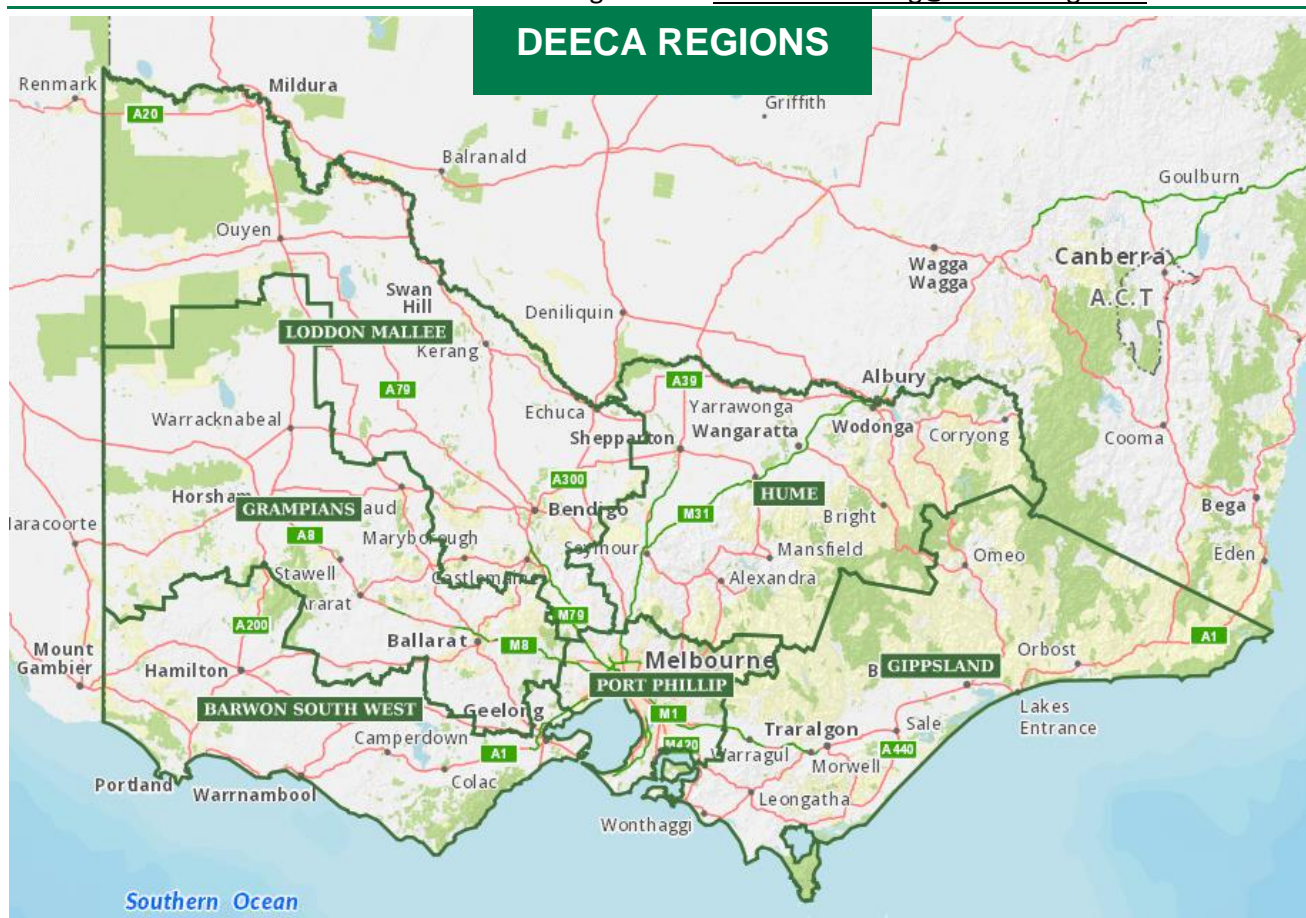 DEECA REGIONS
Renmark
Mildura
Griffith
A20
Balranald
Goulburn
Ouyen
Canberra
Wagga
Wagga
A.C.T
Swan
Hill
Deniliquin
LODDON MALLEE
Kerang
A79
A39
Albury
Echuca
Yarrawonga
Warracknabeal
Shepparton
Wangaratta
Wodonga
Corryong
Cooma
A300
Horsham
HUME
GRAMPIANS
aud
Bendigo
M31
Bright
Bega
A8
Maryborough
Seymour
Mansfield
Omeo
Eden
Stawell
Castlemaine
Alexandra
Ararat
M79
A200
A1
Ballarat
M8
Mount
Gambier
Hamilton
Melbourne
Orbost
B
GIPPSLAND
PORT PHILLIP
BARWON SOUTH WEST
Geelong
M1
Lakes
Entrance
Sale
Traralgon
Camperdown
A1
M420
Warragul
A440
Morwell
Portland
Colac
Warrnambool
Leongatha
Wonthaggi
Southern Ocean